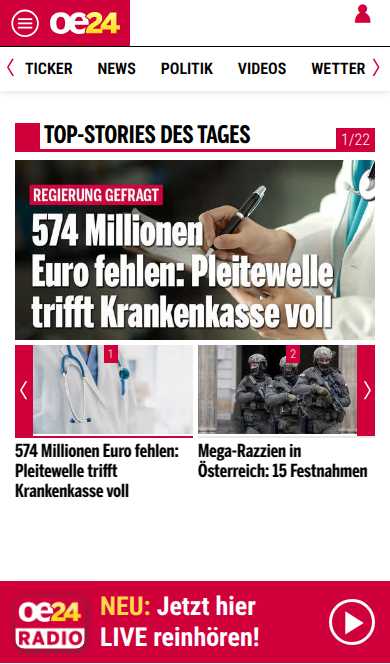 oe24
TICKER NEWS POLITIK VIDEOS WETTER
TOP-STORIES DES TAGES
1/22
REGIERUNG GEFRAGT
574 Millionen
Euro fehlen: Pleitewelle
trifft Krankenkasse voll
1
2
574 Millionen Euro fehlen:
Pleitewelle trifft
Krankenkasse voll
Mega-Razzien in
Österreich: 15 Festnahmen
oe24
RADIO
NEU: Jetzt hier
LIVE reinhören!